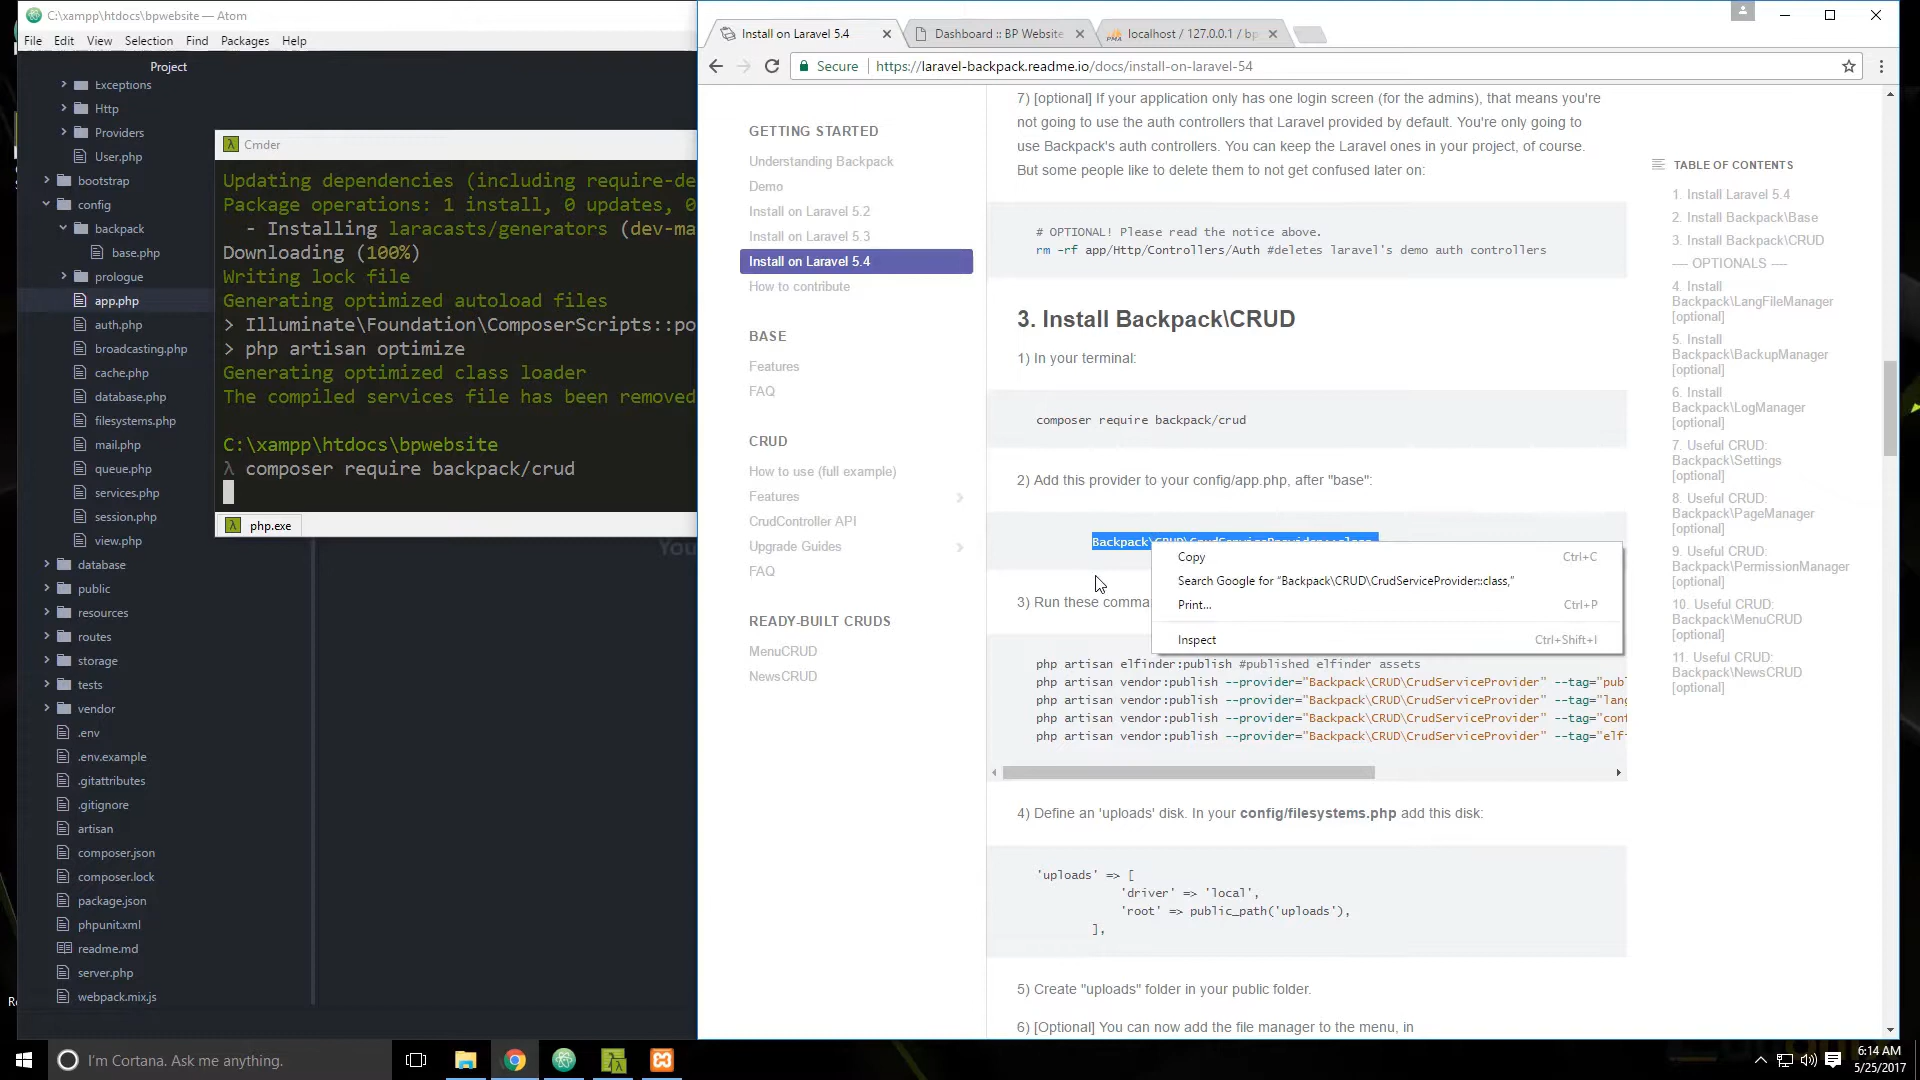 C:\xampp\htdocs\bpwebsite — Atom
File Edit View Selection Find Packages Help
Project
Exceptions
Http
Providers
User.php
bootstrap
config
backpack
base.php
prologue
app.php
auth.php
broadcasting.php
cache.php
database.php
filesystems.php
mail.php
queue.php
services.php
session.php
view.php
database
public
resources
routes
storage
tests
vendor
.env
.env.example
.gitattributes
.gitignore
artisan
composer.json
composer.lock
package.json
phpunit.xml
readme.md
server.php
webpack.mix.js
Cmder
Updating dependencies (including require-de
Package operations: 1 install, 0 updates, 0
- Installing laracasts/generators (dev-ma
Downloading (100%)
Writing lock file
Generating optimized autoload files
> Illuminate\Foundation\ComposerScripts::po
> php artisan optimize
Generating optimized class loader
The compiled services file has been removed
C:\xampp\htdocs\bpwebsite
λ composer require backpack/crud
php.exe
You
Install on Laravel 5.4
Dashboard :: BP Website
localhost / 127.0.0.1 / bp
Secure https://laravel-backpack.readme.io/docs/install-on-laravel-54
GETTING STARTED
Understanding Backpack
Demo
Install on Laravel 5.2
Install on Laravel 5.3
Install on Laravel 5.4
How to contribute
BASE
Features
FAQ
CRUD
How to use (full example)
Features
CrudController API
Upgrade Guides
FAQ
READY-BUILT CRUDS
MenuCRUD
NewsCRUD
7) [optional] If your application only has one login screen (for the admins), that means you're
not going to use the auth controllers that Laravel provided by default. You're only going to
use Backpack's auth controllers. You can keep the Laravel ones in your project, of course.
But some people like to delete them to not get confused later on:
# OPTIONAL! Please read the notice above.
rm -rf app/Http/Controllers/Auth #deletes laravel's demo auth controllers
3. Install Backpack\CRUD
1) In your terminal:
composer require backpack/crud
2) Add this provider to your config/app.php, after "base":
Backpack\CRUD\CrudServiceProvider::class,
Copy Ctrl+C
Search Google for “Backpack\CRUD\CrudServiceProvider::class,”
Print... Ctrl+P
Inspect Ctrl+Shift+I
3) Run these comma
php artisan elfinder:publish #published elfinder assets
php artisan vendor:publish --provider="Backpack\CRUD\CrudServiceProvider" --tag="publ
php artisan vendor:publish --provider="Backpack\CRUD\CrudServiceProvider" --tag="lang
php artisan vendor:publish --provider="Backpack\CRUD\CrudServiceProvider" --tag="conf
php artisan vendor:publish --provider="Backpack\CRUD\CrudServiceProvider" --tag="elfi
4) Define an 'uploads' disk. In your config/filesystems.php add this disk:
'uploads' => [
'driver' => 'local',
'root' => public_path('uploads'),
],
5) Create "uploads" folder in your public folder.
6) [Optional] You can now add the file manager to the menu, in
TABLE OF CONTENTS
1. Install Laravel 5.4
2. Install Backpack\Base
3. Install Backpack\CRUD
---- OPTIONALS ----
4. Install
Backpack\LangFileManager
[optional]
5. Install
Backpack\BackupManager
[optional]
6. Install
Backpack\LogManager
[optional]
7. Useful CRUD:
Backpack\Settings
[optional]
8. Useful CRUD:
Backpack\PageManager
[optional]
9. Useful CRUD:
Backpack\PermissionManager
[optional]
10. Useful CRUD:
Backpack\MenuCRUD
[optional]
11. Useful CRUD:
Backpack\NewsCRUD
[optional]
I'm Cortana. Ask me anything.
6:14 AM
5/25/2017